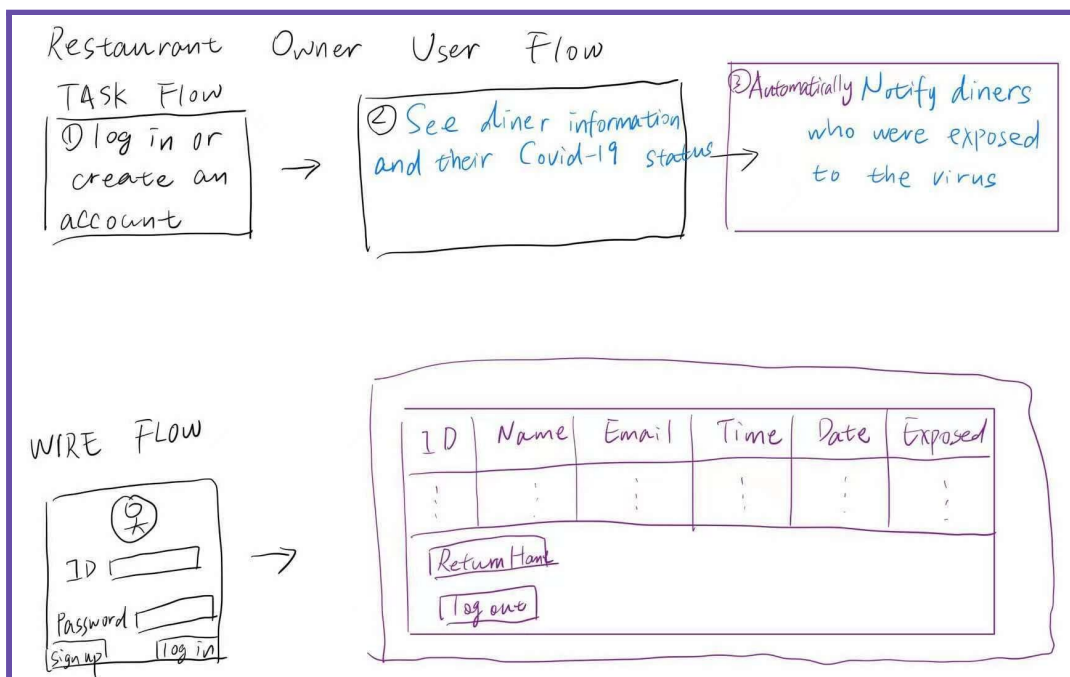 Restaurant Owner User Flow
TASK Flow
① log in or
create an
account
② See diner information
and their Covid-19 status
③ Automatically Notify diners
who were exposed
to the virus
WIRE FLOW
ID
Password
Sign up log in
ID Name Email Time Date Exposed
Return Home
log out